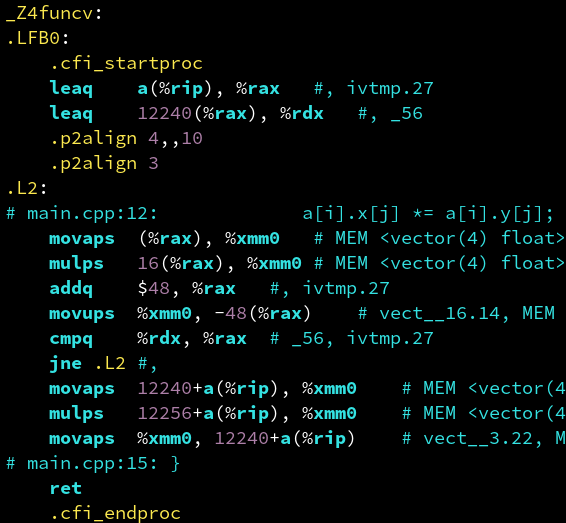 _Z4funcv:
.LFB0:
    .cfi_startproc
    leaq    a(%rip), %rax   #, ivtmp.27
    leaq    12240(%rax), %rdx   #, _56
    .p2align 4,,10
    .p2align 3
.L2:
# main.cpp:12:             a[i].x[j] *= a[i].y[j];
    movaps  (%rax), %xmm0   # MEM <vector(4) float>
    mulps   16(%rax), %xmm0 # MEM <vector(4) float>
    addq    $48, %rax   #, ivtmp.27
    movups  %xmm0, -48(%rax)    # vect__16.14, MEM
    cmpq    %rdx, %rax  # _56, ivtmp.27
    jne .L2 #,
    movaps  12240+a(%rip), %xmm0    # MEM <vector(4
    mulps   12256+a(%rip), %xmm0    # MEM <vector(4
    movaps  %xmm0, 12240+a(%rip)    # vect__3.22, M
# main.cpp:15: }
    ret
    .cfi_endproc